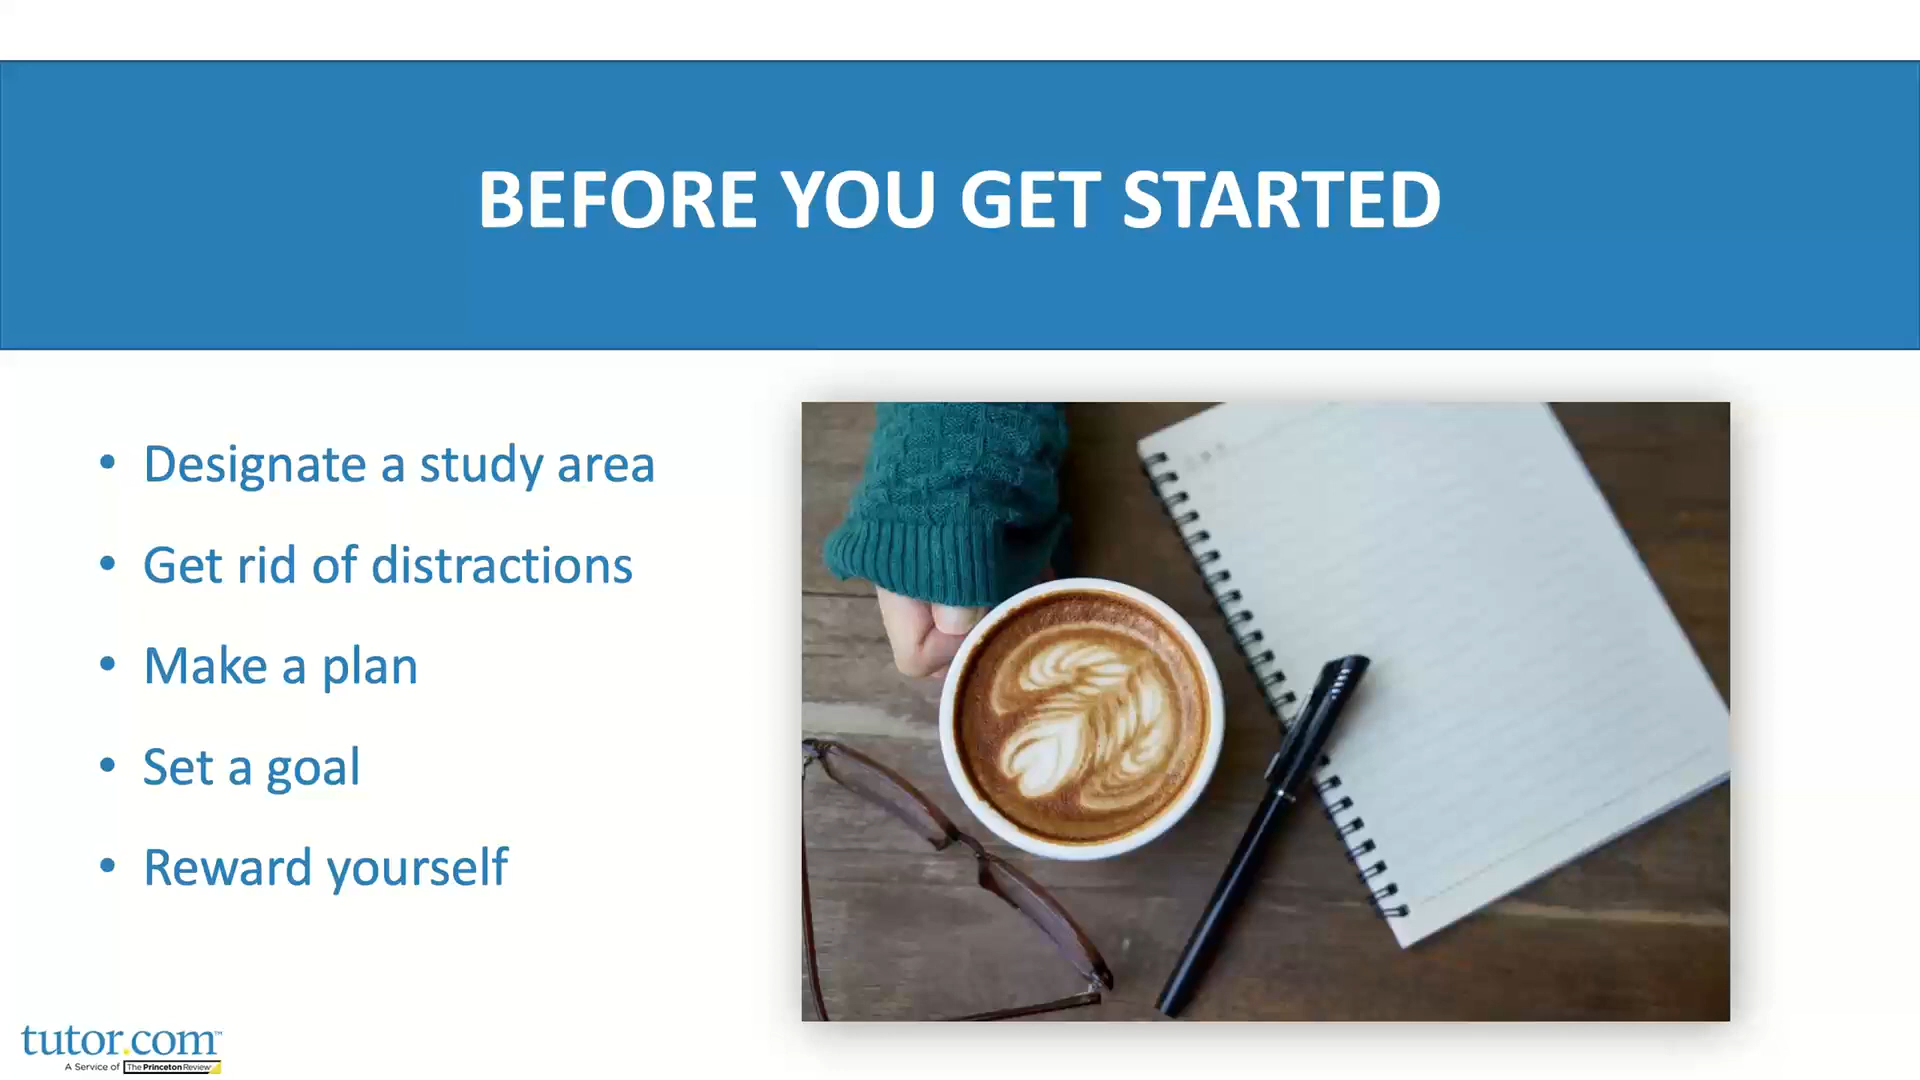 BEFORE YOU GET STARTED
• Designate a study area
• Get rid of distractions
• Make a plan
• Set a goal
• Reward yourself
tutor.com™
A Service of The Princeton Review